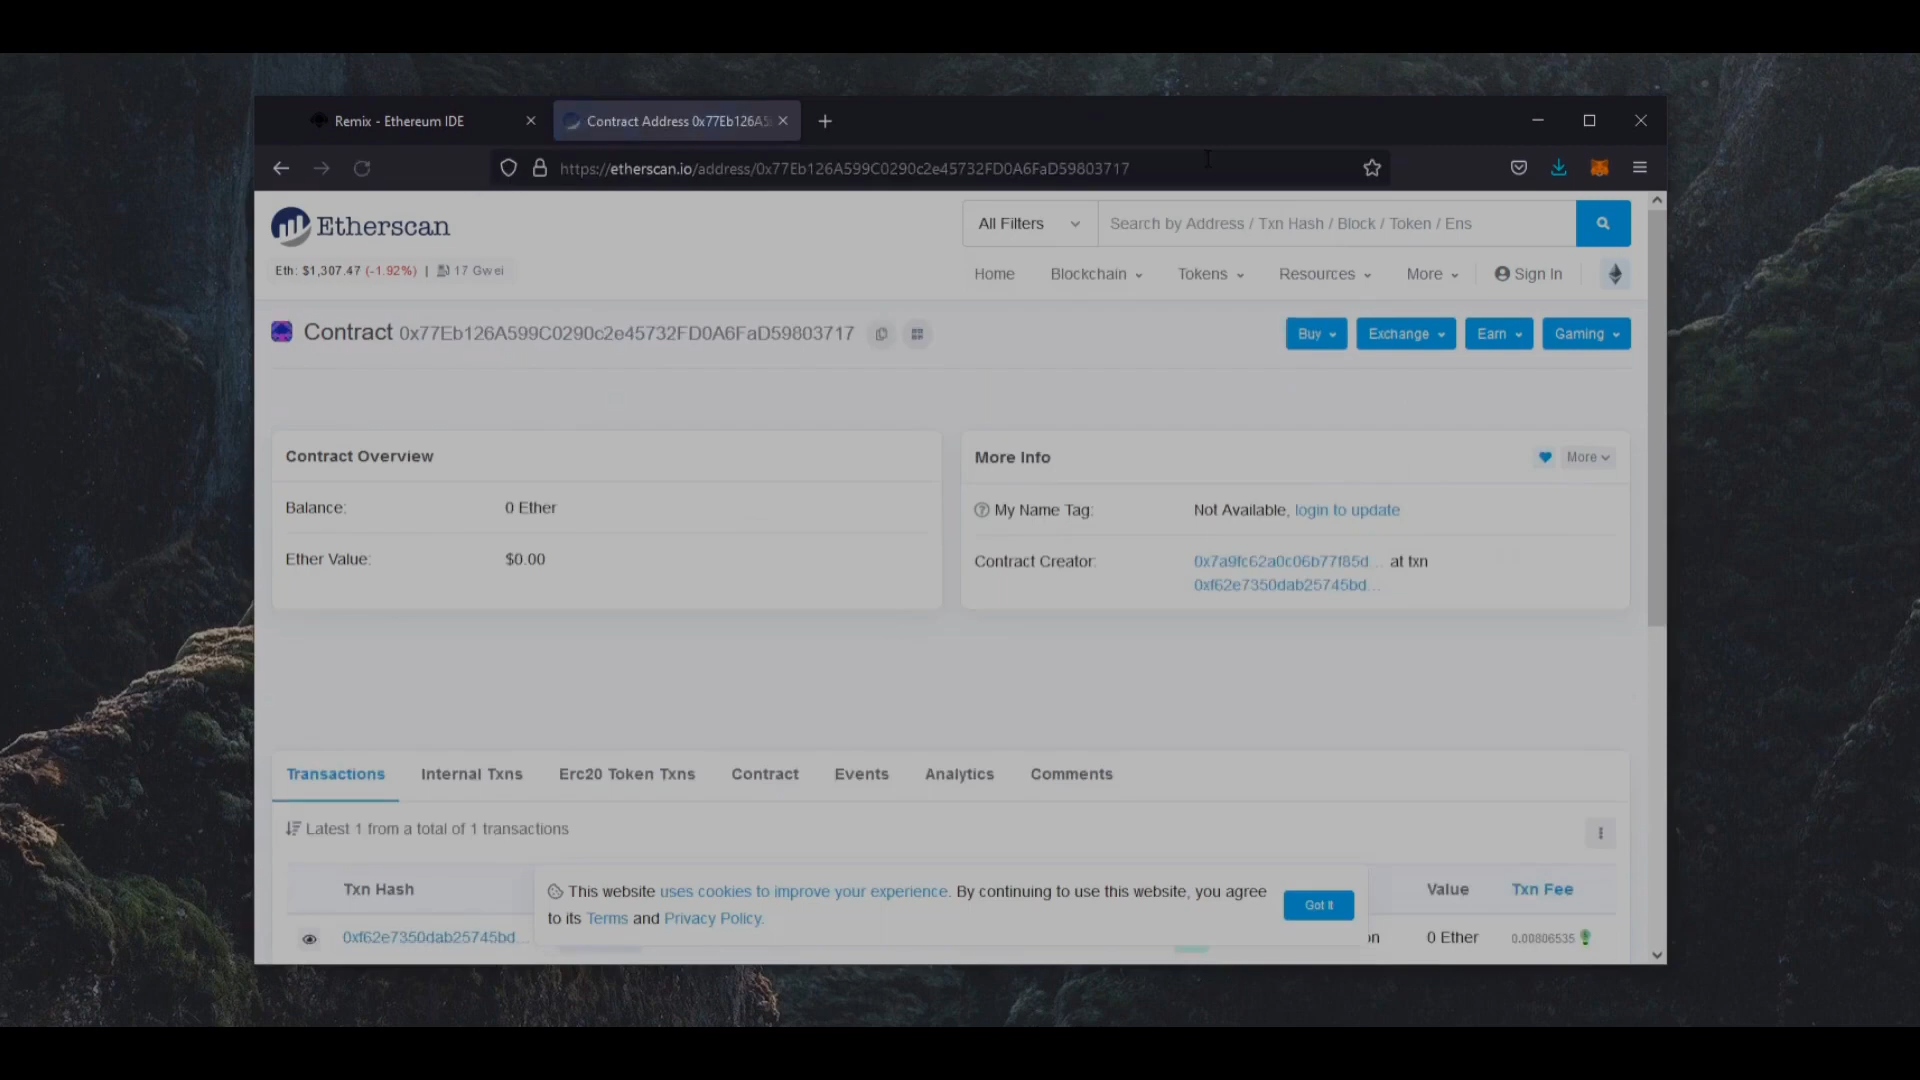 Remix - Ethereum IDE
Contract Address 0x77Eb126A5
https://etherscan.io/address/0x77Eb126A599C0290c2e45732FD0A6FaD59803717
Etherscan
All Filters
Search by Address / Txn Hash / Block / Token / Ens
Eth: $1,307.47 (-1.92%) | 17 Gwei
Home Blockchain Tokens Resources More Sign In
Contract 0x77Eb126A599C0290c2e45732FD0A6FaD59803717
Buy Exchange Earn Gaming
Contract Overview
Balance: 0 Ether
Ether Value: $0.00
More Info
More
My Name Tag: Not Available, login to update
Contract Creator: 0x7a9fc62a0c06b77f85d... at txn
0xf62e7350dab25745bd...
Transactions Internal Txns Erc20 Token Txns Contract Events Analytics Comments
Latest 1 from a total of 1 transactions
Txn Hash Value Txn Fee
This website uses cookies to improve your experience. By continuing to use this website, you agree
to its Terms and Privacy Policy.
Got It
0xf62e7350dab25745bd... 0 Ether 0.00806535